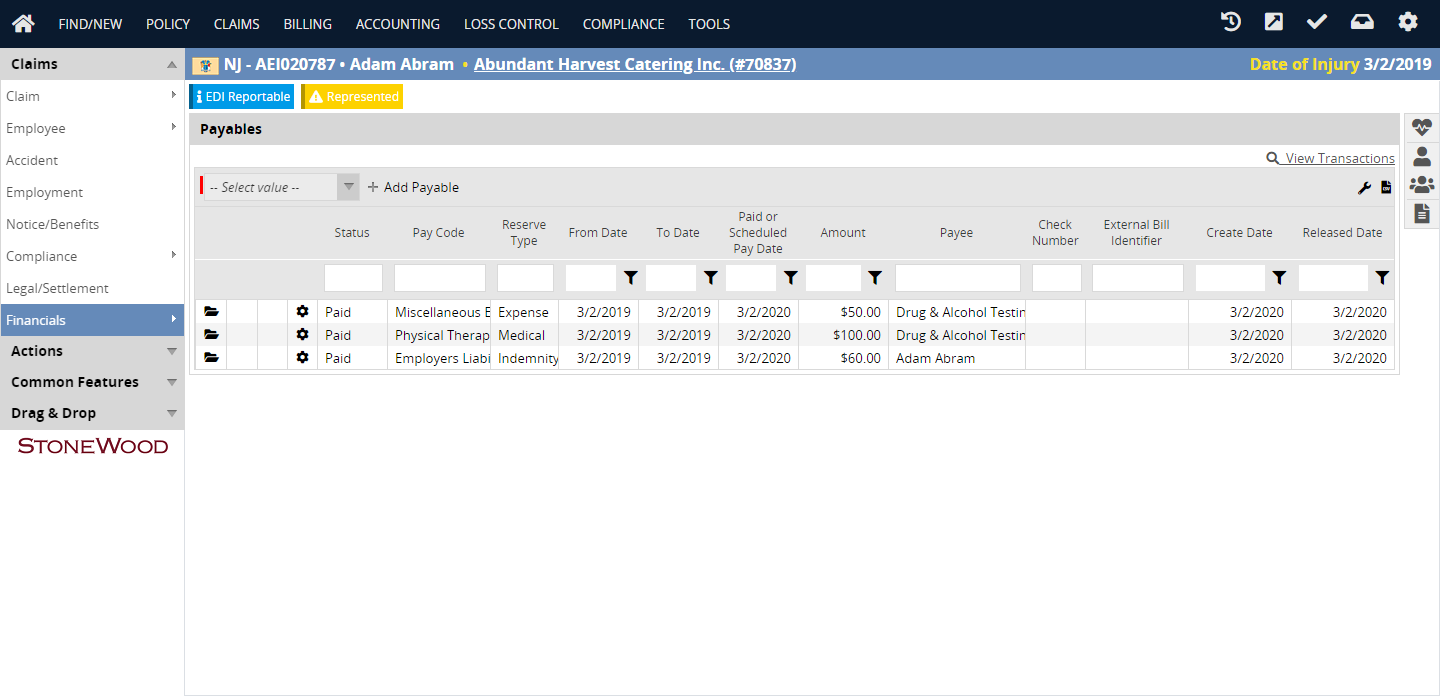 FIND/NEW POLICY CLAIMS BILLING ACCOUNTING LOSS CONTROL COMPLIANCE TOOLS
Claims
Claim
Employee
Accident
Employment
Notice/Benefits
Compliance
Legal/Settlement
Financials
Actions
Common Features
Drag & Drop
STONEWOOD
NJ - AEI020787 • Adam Abram • Abundant Harvest Catering Inc. (#70837) Date of Injury 3/2/2019
EDI Reportable Represented
Payables
View Transactions
-- Select value -- Add Payable
Status Pay Code Reserve Type From Date To Date Paid or Scheduled Pay Date Amount Payee Check Number External Bill Identifier Create Date Released Date
Paid Miscellaneous E Expense 3/2/2019 3/2/2019 3/2/2020 $50.00 Drug & Alcohol Testin 3/2/2020 3/2/2020
Paid Physical Therap Medical 3/2/2019 3/2/2019 3/2/2020 $100.00 Drug & Alcohol Testin 3/2/2020 3/2/2020
Paid Employers Liabi Indemnity 3/2/2019 3/2/2019 3/2/2020 $60.00 Adam Abram 3/2/2020 3/2/2020